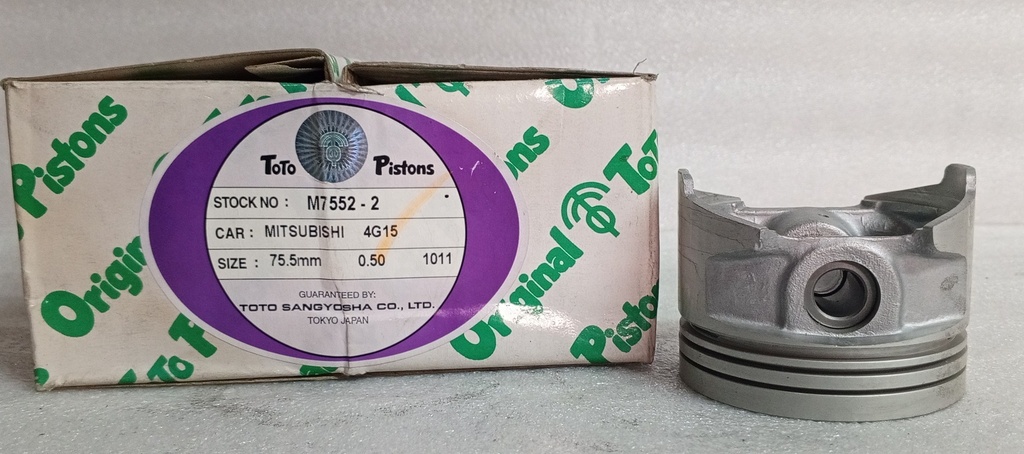 ToTo Pistons
STOCK NO : M7552 - 2 -
CAR : MITSUBISHI 4G15
SIZE : 75.5mm 0.50 1011
GUARANTEED BY:
TOTO SANGYOSHA CO., LTD.
TOKYO JAPAN
Pistons
Original
ToTo
Original
ToTo
Pistons